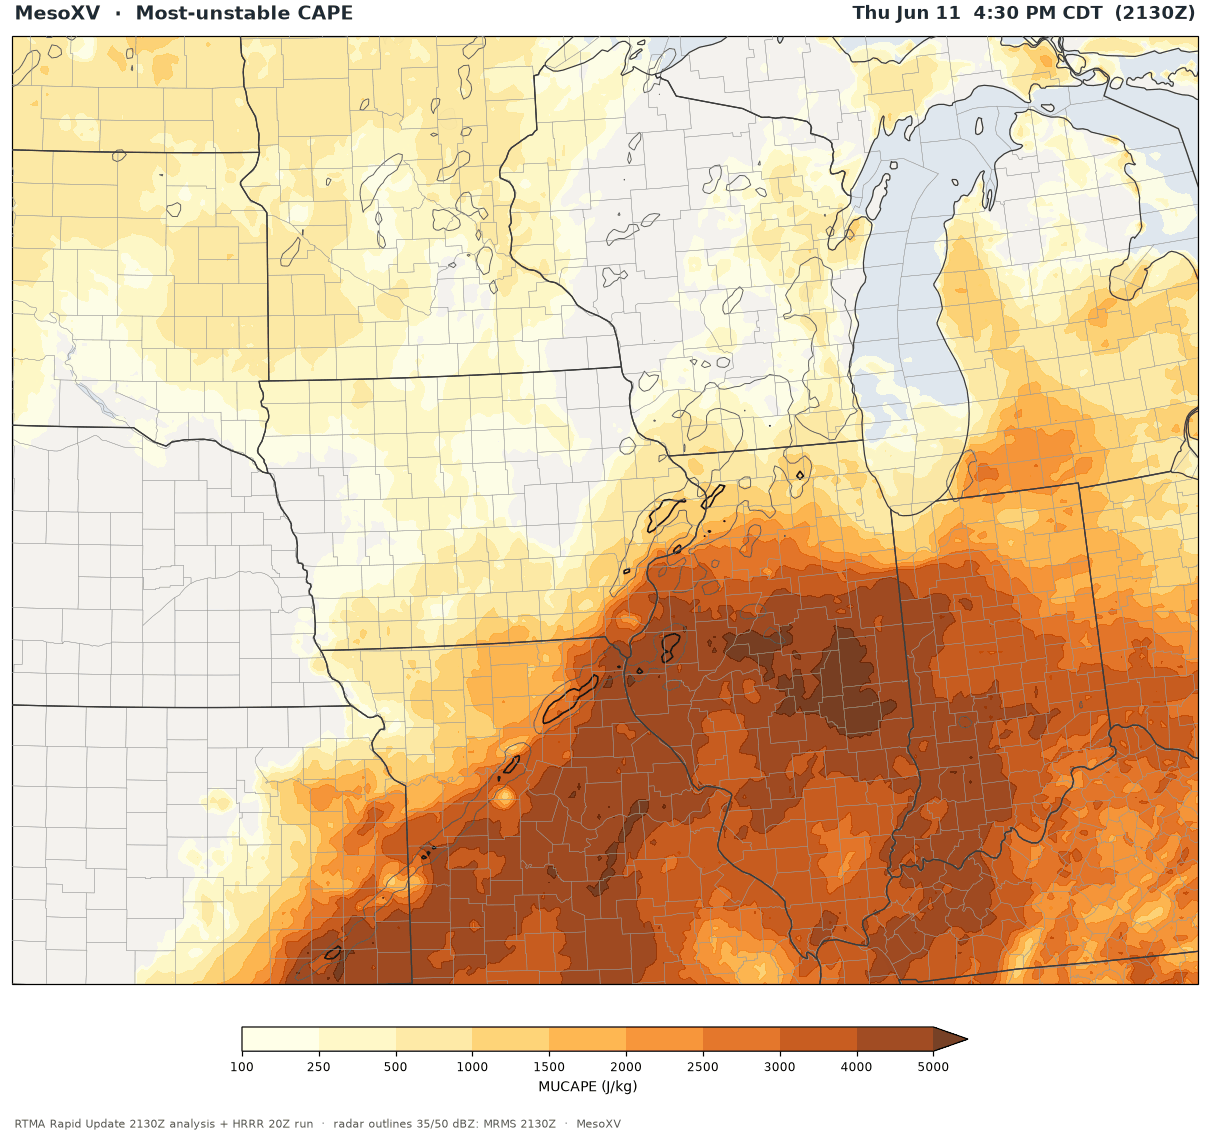 MesoXV · Most-unstable CAPE
Thu Jun 11 4:30 PM CDT (2130Z)
100 250 500 1000 1500 2000 2500 3000 4000 5000
MUCAPE (J/kg)
RTMA Rapid Update 2130Z analysis + HRRR 20Z run · radar outlines 35/50 dBZ: MRMS 2130Z · MesoXV